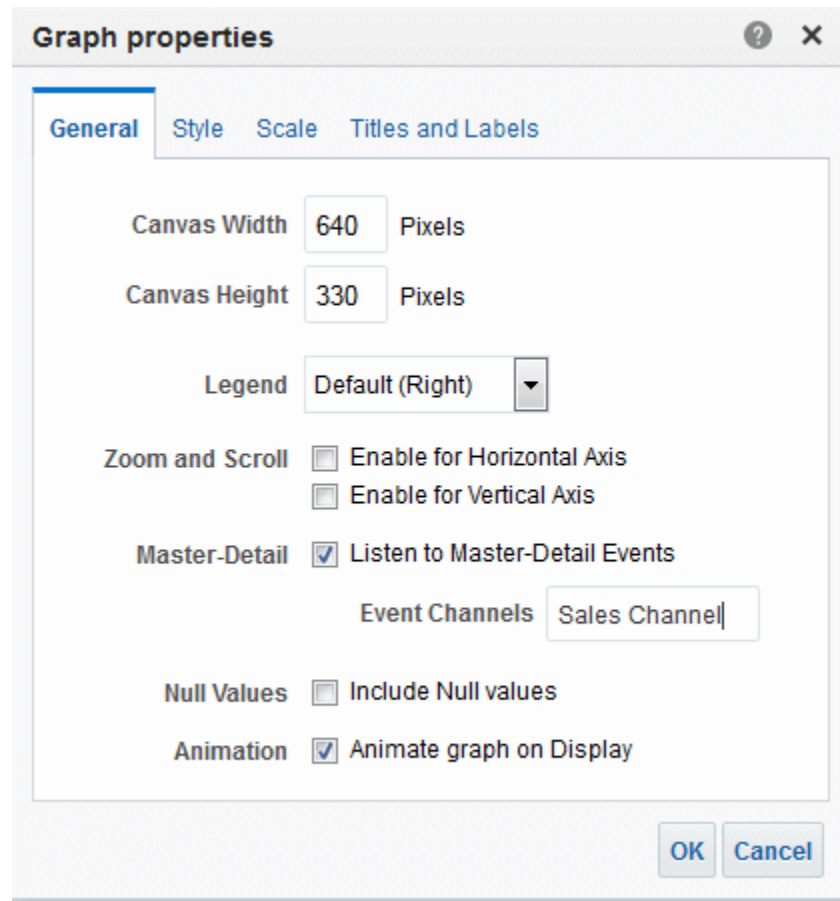 Graph properties
General Style Scale Titles and Labels
Canvas Width 640 Pixels
Canvas Height 330 Pixels
Legend Default (Right)
Zoom and Scroll Enable for Horizontal Axis
Enable for Vertical Axis
Master-Detail Listen to Master-Detail Events
Event Channels Sales Channel
Null Values Include Null values
Animation Animate graph on Display
OK Cancel